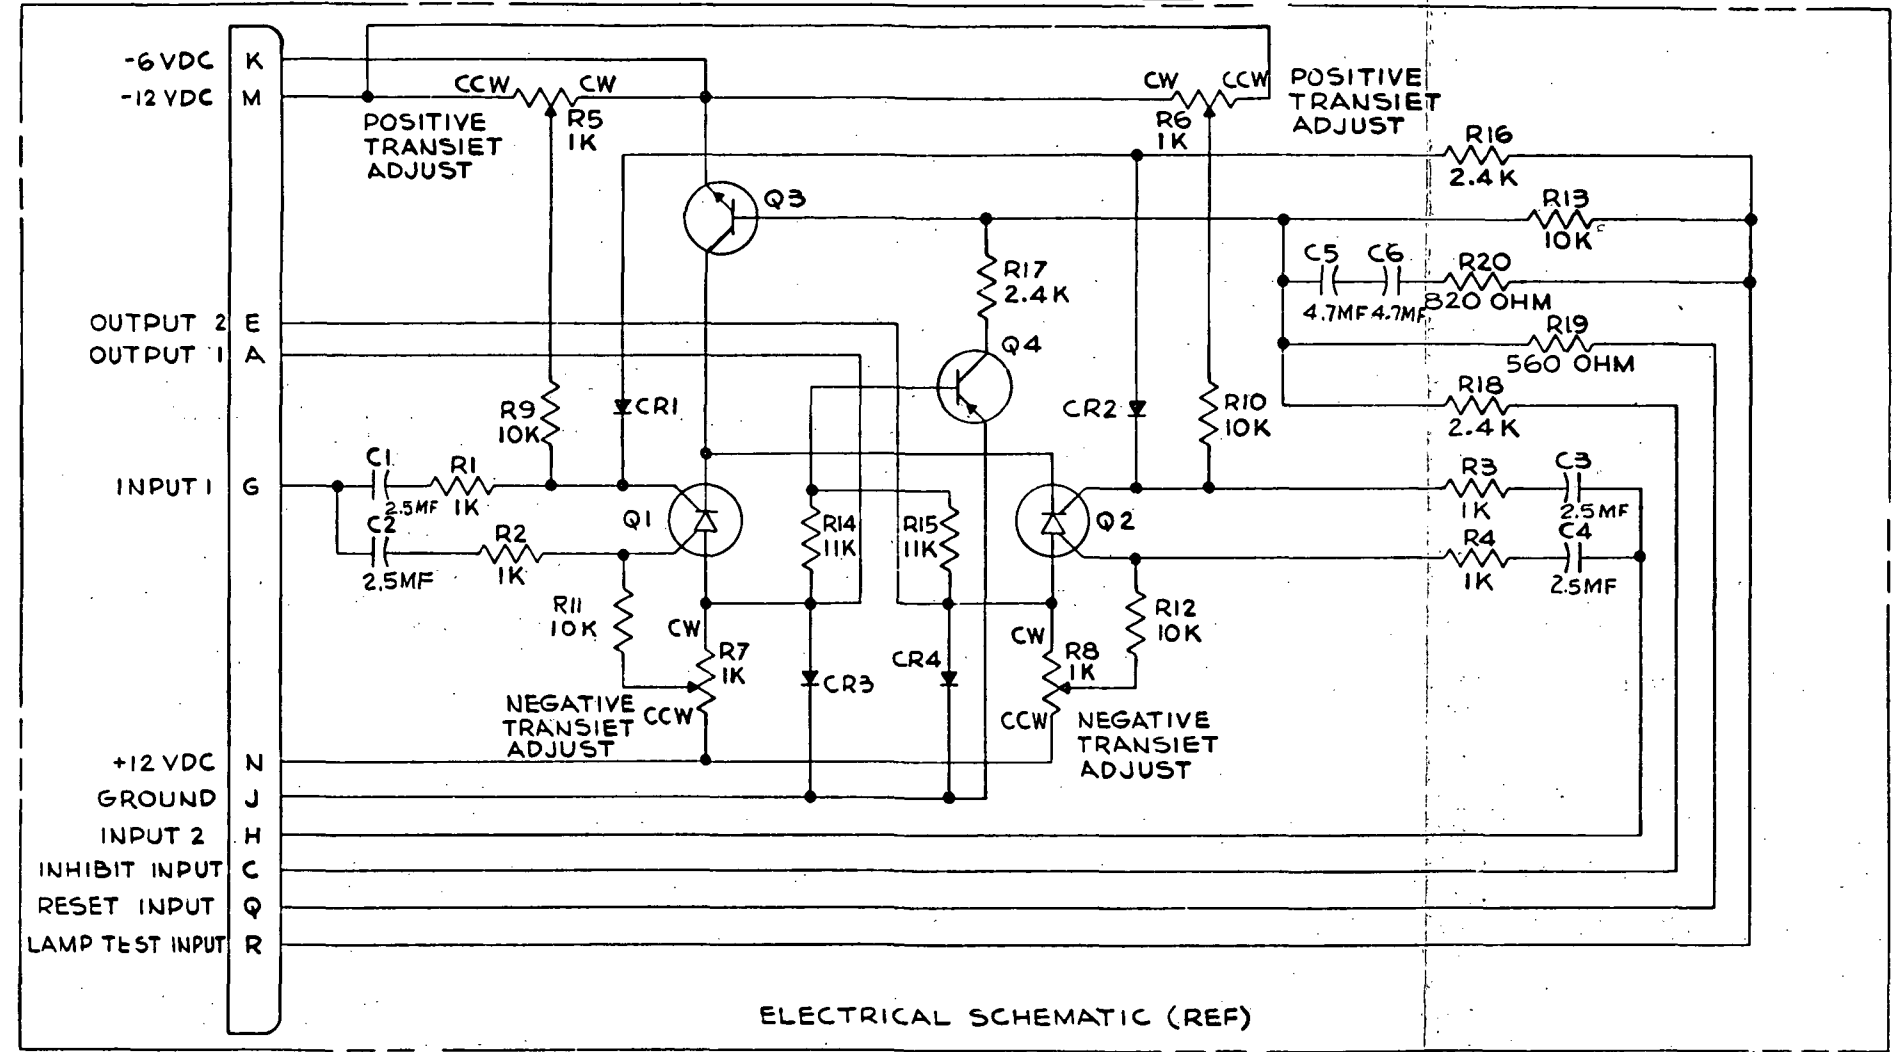 -6 VDC K
-12 VDC M
OUTPUT 2 E
OUTPUT 1 A
INPUT 1 G
+12 VDC N
GROUND J
INPUT 2 H
INHIBIT INPUT C
RESET INPUT Q
LAMP TEST INPUT R
CCW CW
R5
1K
POSITIVE
TRANSIET
ADJUST
CW CCW
R6
1K
POSITIVE
TRANSIET
ADJUST
R16
2.4K
Q3
R13
10K
R17
2.4K
C5 C6 R20
4.7MF 4.7MF 820 OHM
R19
560 OHM
Q4
R18
2.4K
R9
10K
CR1
CR2
R10
10K
C1
2.5MF
R1
1K
C2
2.5MF
R2
1K
Q1
R14
11K
R15
11K
Q2
R3
1K
C3
2.5MF
R4
1K
C4
2.5MF
R11
10K
CW
R7
1K
CCW
NEGATIVE
TRANSIET
ADJUST
CR3
CR4
CW
R8
1K
CCW
R12
10K
NEGATIVE
TRANSIET
ADJUST
ELECTRICAL SCHEMATIC (REF)